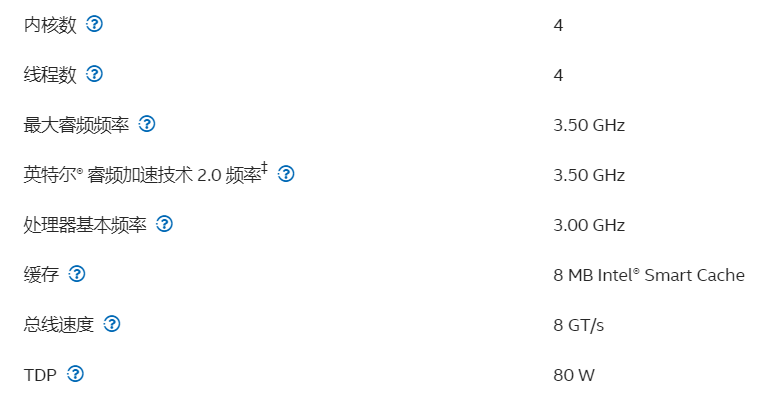 内核数 ? 4
线程数 ? 4
最大睿频频率 ? 3.50 GHz
英特尔® 睿频加速技术 2.0 频率‡ ? 3.50 GHz
处理器基本频率 ? 3.00 GHz
缓存 ? 8 MB Intel® Smart Cache
总线速度 ? 8 GT/s
TDP ? 80 W